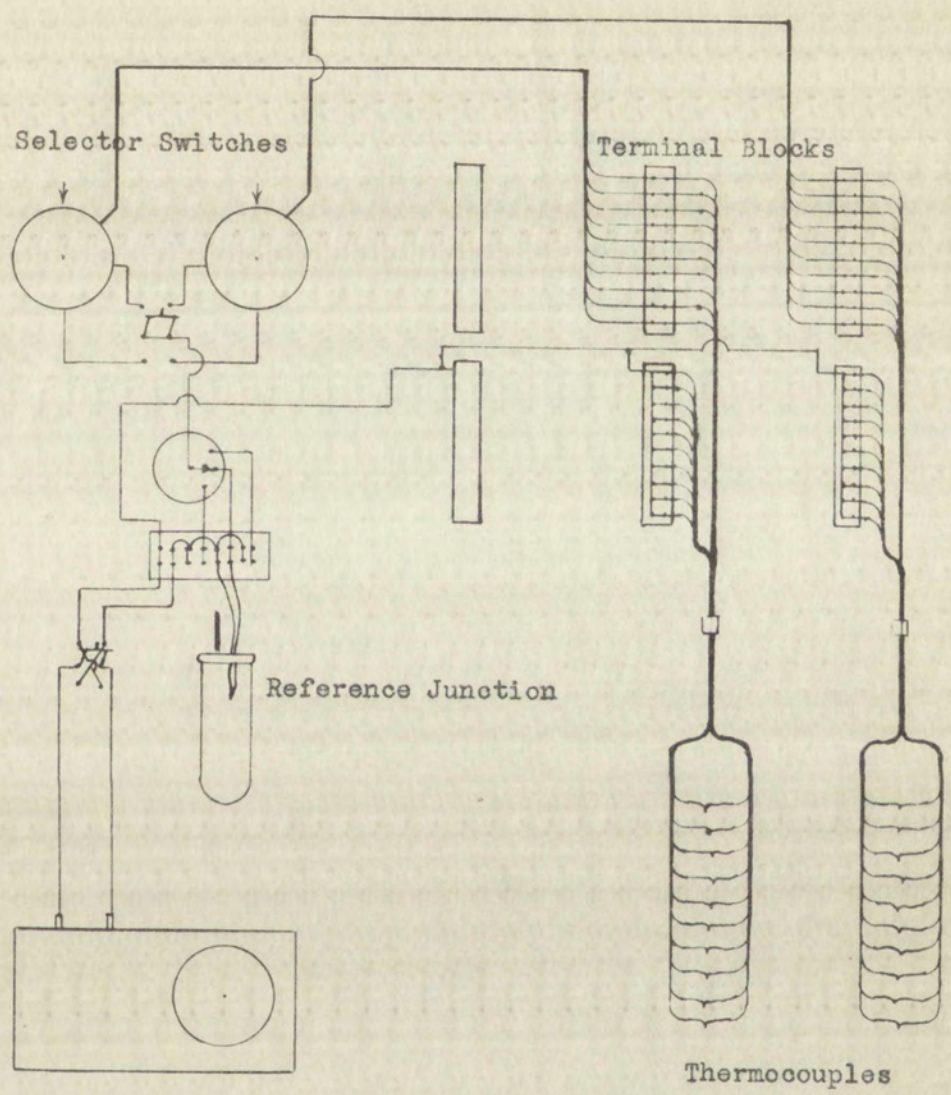 Selector Switches
Terminal Blocks
Reference Junction
Thermocouples